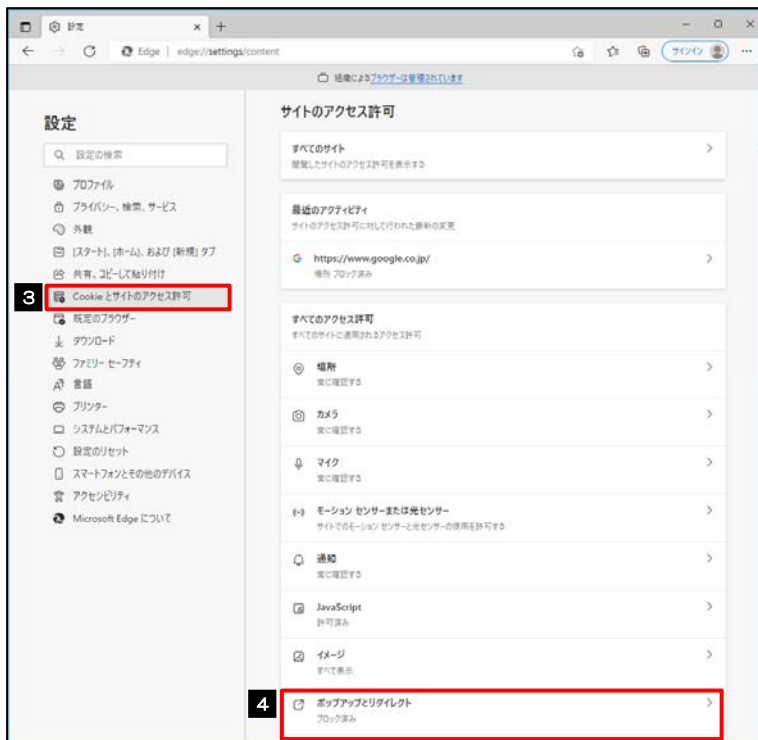 設定
Edge | edge://settings/content
サインイン
組織によってブラウザーは管理されています
設定
設定の検索
プロファイル
プライバシー、検索、サービス
外観
[スタート]、[ホーム]、および [新規] タブ
共有、コピーして貼り付け
3
Cookie とサイトのアクセス許可
既定のブラウザー
ダウンロード
ファミリー セーフティ
言語
プリンター
システムとパフォーマンス
設定のリセット
スマートフォンとその他のデバイス
アクセシビリティ
Microsoft Edge について
サイトのアクセス許可
すべてのサイト
閲覧したサイトのアクセス許可を表示する
最近のアクティビティ
サイトのアクセス許可に対して行われた最新の変更
https://www.google.co.jp/
場所 ブロック済み
すべてのアクセス許可
すべてのサイトに適用されるアクセス許可
場所
常に確認する
カメラ
常に確認する
マイク
常に確認する
モーション センサーまたは光センサー
サイトでのモーション センサーと光センサーの使用を許可する
通知
常に確認する
JavaScript
許可済み
イメージ
すべて表示
4
ポップアップとリダイレクト
ブロック済み